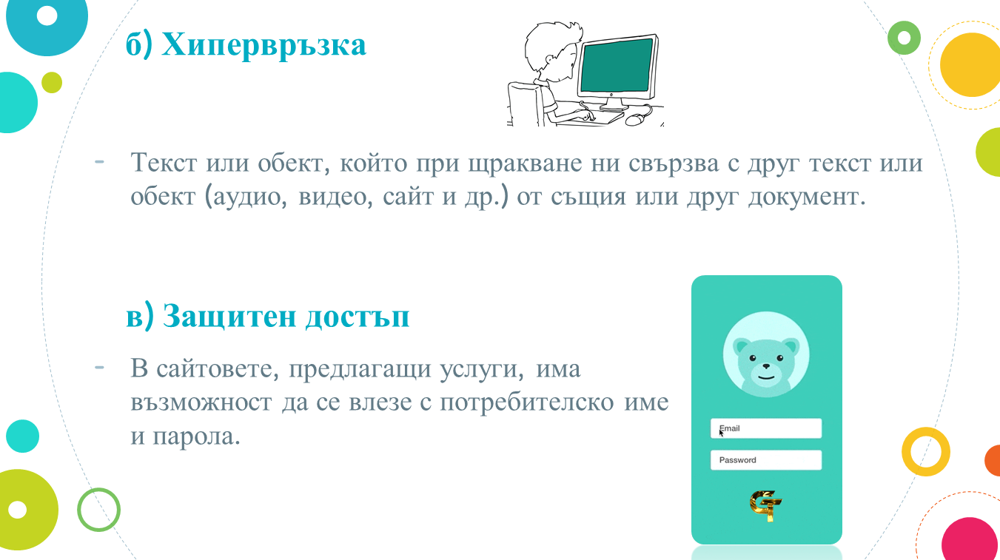 б) Хипервръзка
- Текст или обект, който при щракване ни свързва с друг текст или
обект (аудио, видео, сайт и др.) от същия или друг документ.
в) Защитен достъп
- В сайтовете, предлагащи услуги, има
възможност да се влезе с потребителско име
и парола.
Email
Password
GT